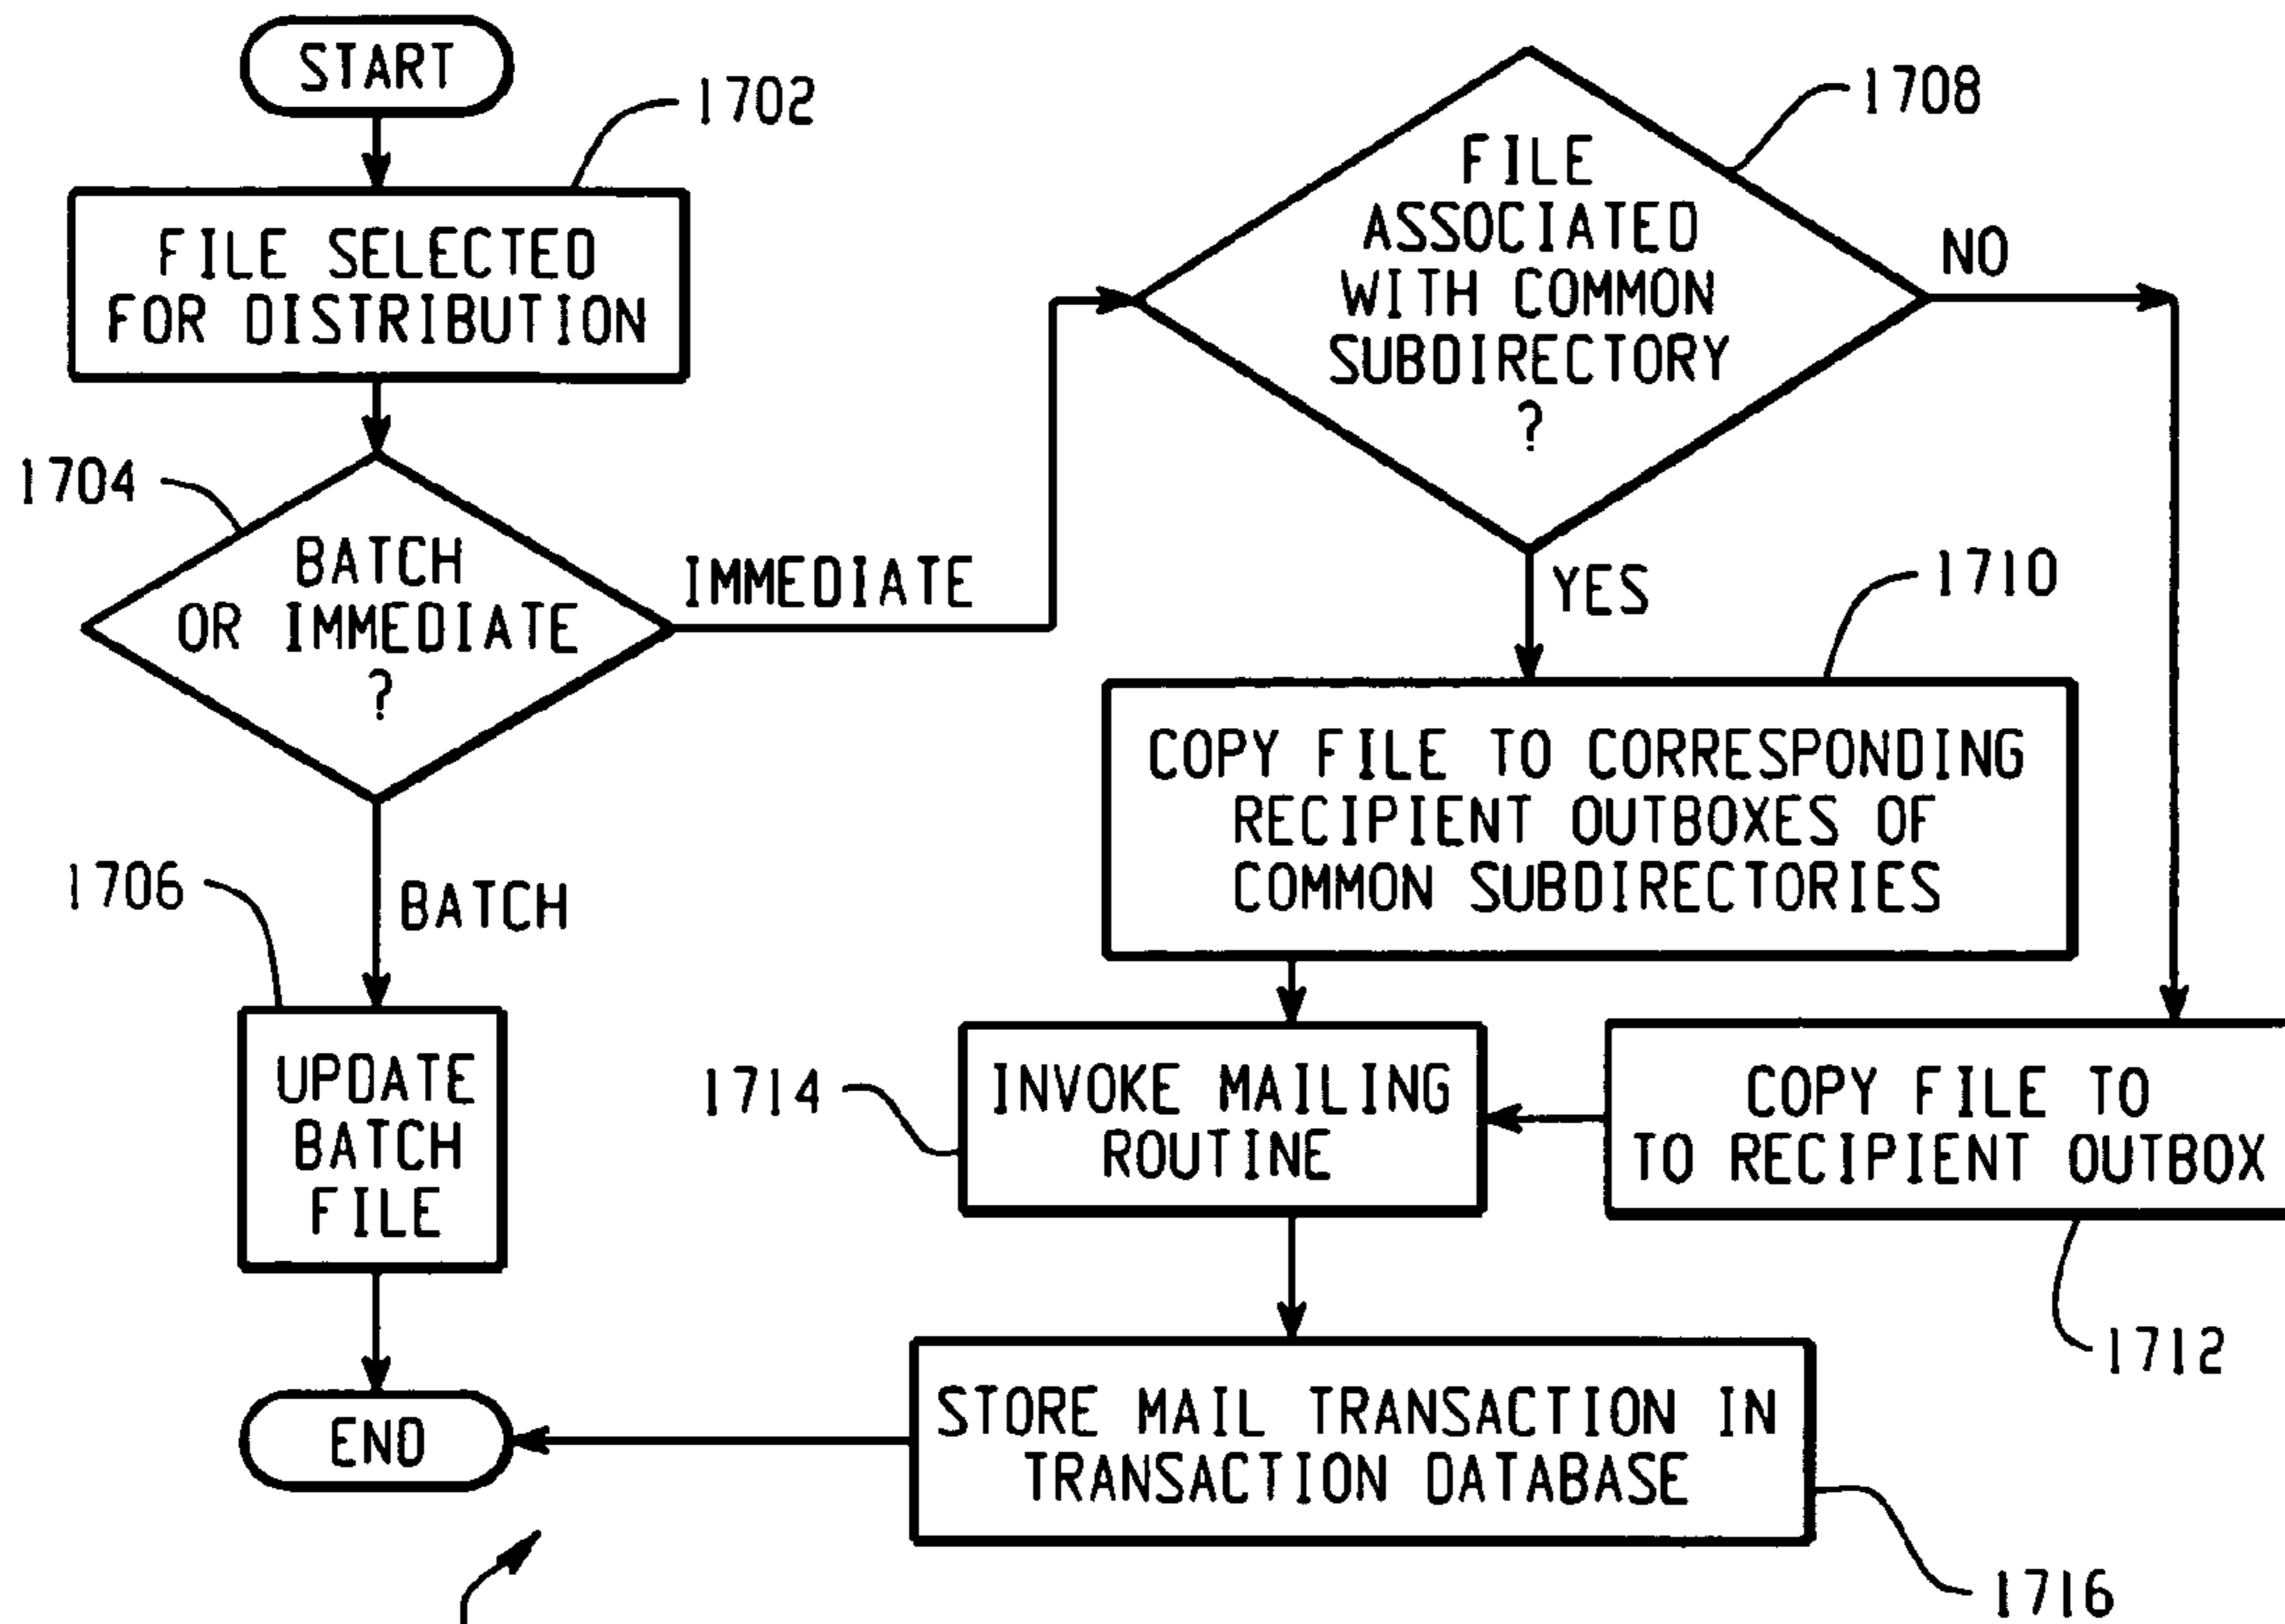 START
1702
FILE SELECTED
FOR DISTRIBUTION
1704
BATCH
OR IMMEDIATE
?
IMMEDIATE
1706
BATCH
UPDATE
BATCH
FILE
END
1708
FILE
ASSOCIATED
WITH COMMON
SUBDIRECTORY
?
NO
YES
1710
COPY FILE TO CORRESPONDING
RECIPIENT OUTBOXES OF
COMMON SUBDIRECTORIES
1714
INVOKE MAILING
ROUTINE
COPY FILE TO
TO RECIPIENT OUTBOX
1712
STORE MAIL TRANSACTION IN
TRANSACTION DATABASE
1716